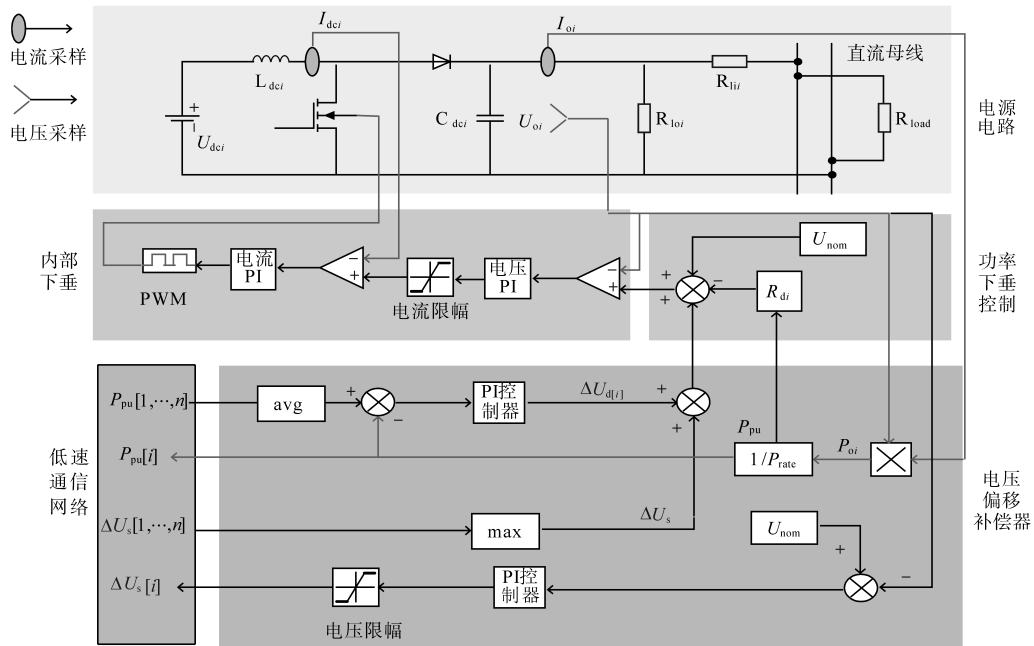 电流采样
电压采样
I_dci
I_oi
L_dci
U_dci
+
−
C_dci
U_oi
R_loi
R_lii
直流母线
R_load
电源
电路
内部
下垂
PWM
电流
PI
−
+
电流限幅
电压
PI
−
+
+
+
−
U_nom
R_di
功率
下垂
控制
低速
通信
网络
P_pu[1,⋯,n]
P_pu[i]
ΔU_s[1,⋯,n]
ΔU_s[i]
avg
+
−
PI控
制器
ΔU_d[i]
+
+
P_pu
1/P_rate
P_oi
max
ΔU_s
U_nom
+
−
PI控
制器
电压限幅
电压
偏移
补偿器